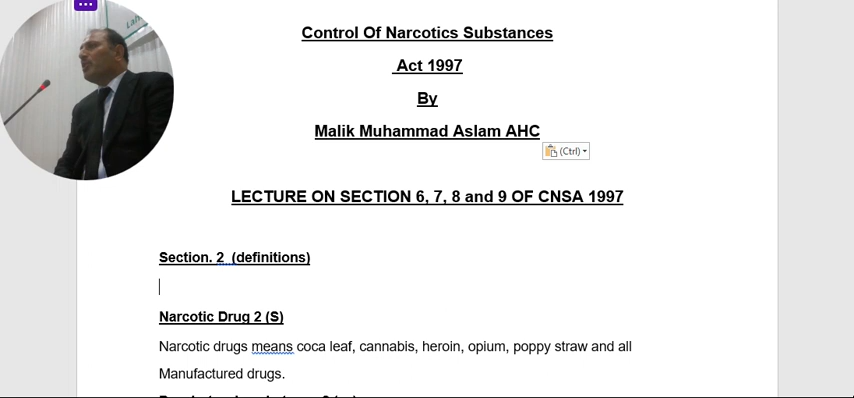 Control Of Narcotics Substances
Act 1997
By
Malik Muhammad Aslam AHC
(Ctrl)
LECTURE ON SECTION 6, 7, 8 and 9 OF CNSA 1997
Section. 2 (definitions)
Narcotic Drug 2 (S)
Narcotic drugs means coca leaf, cannabis, heroin, opium, poppy straw and all
Manufactured drugs.